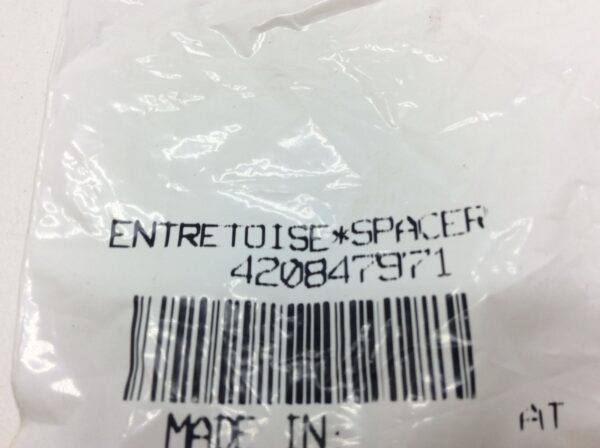 ENTRETOISE*SPACER
420847971
MADE IN:
AT